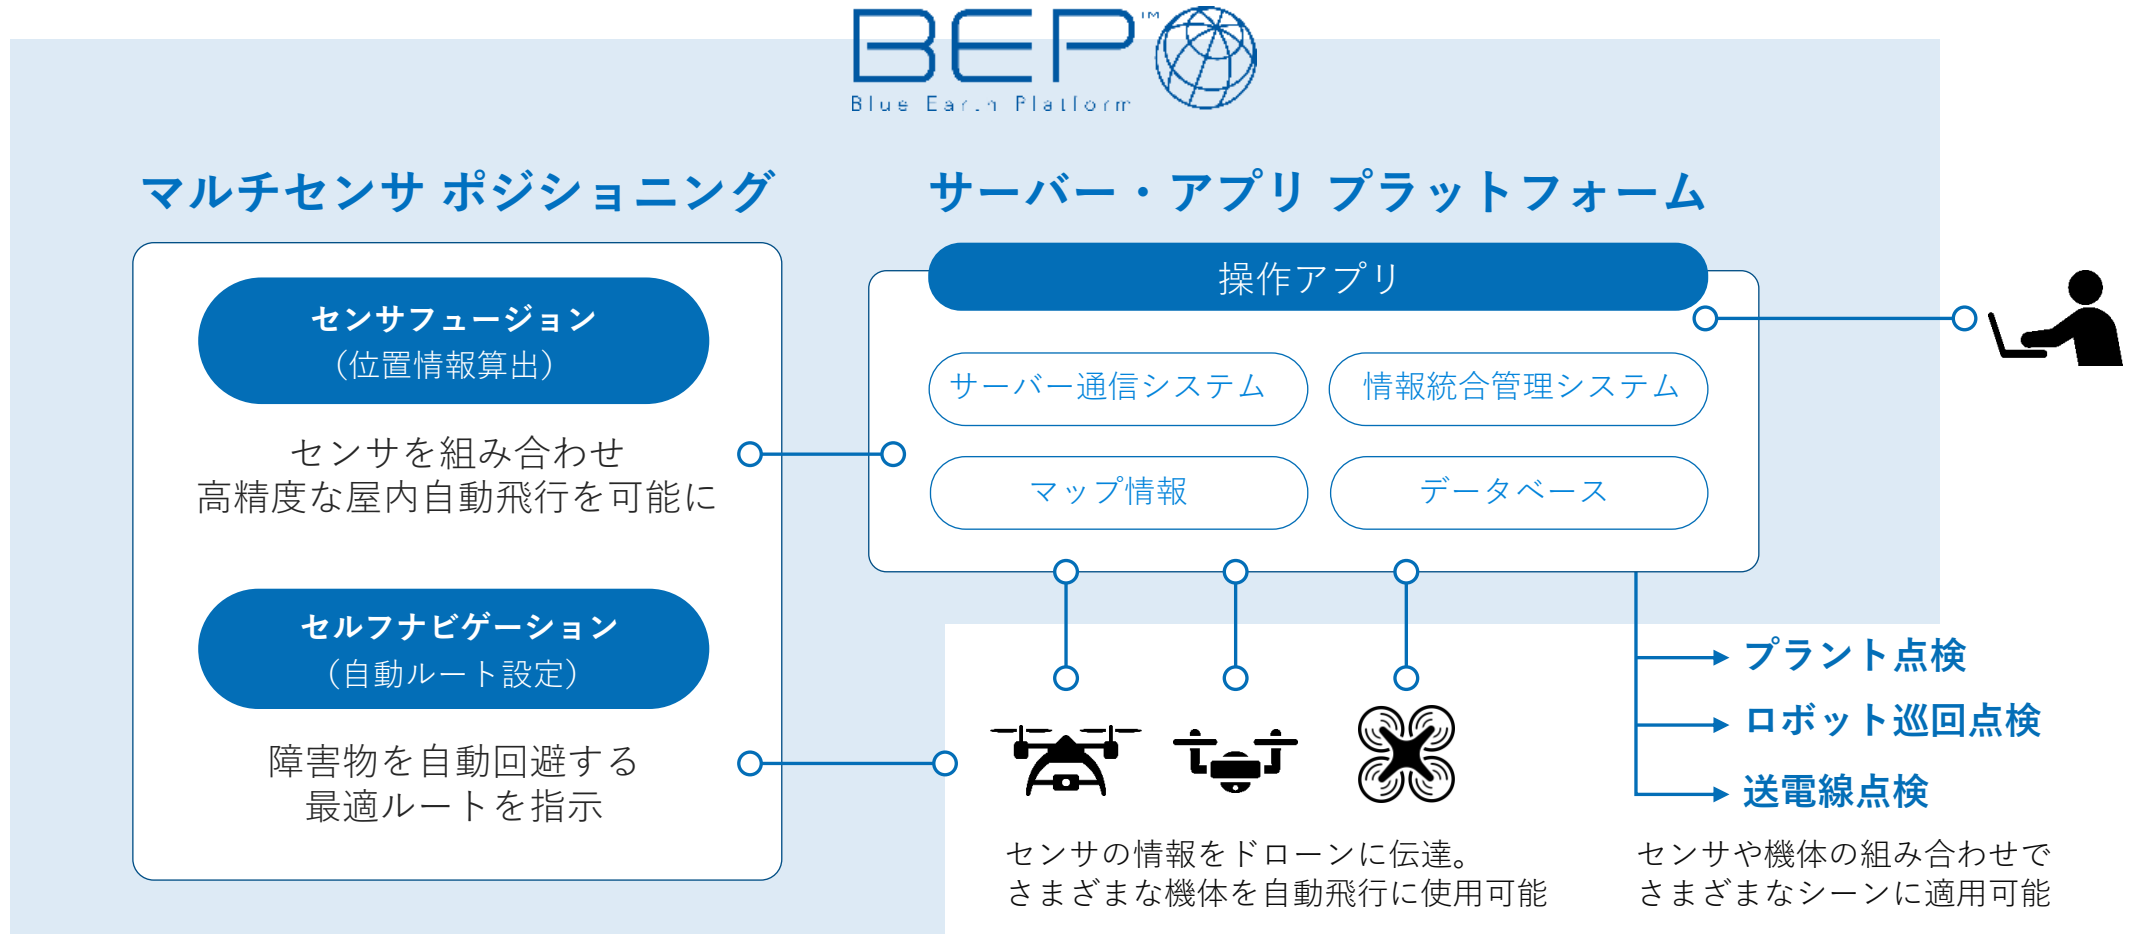 BEP™
Blue Earth Platform
マルチセンサ ポジショニング
センサフュージョン
（位置情報算出）
センサを組み合わせ
高精度な屋内自動飛行を可能に
セルフナビゲーション
（自動ルート設定）
障害物を自動回避する
最適ルートを指示
サーバー・アプリ プラットフォーム
操作アプリ
サーバー通信システム
情報統合管理システム
マップ情報
データベース
センサの情報をドローンに伝達。
さまざまな機体を自動飛行に使用可能
プラント点検
ロボット巡回点検
送電線点検
センサや機体の組み合わせで
さまざまなシーンに適用可能